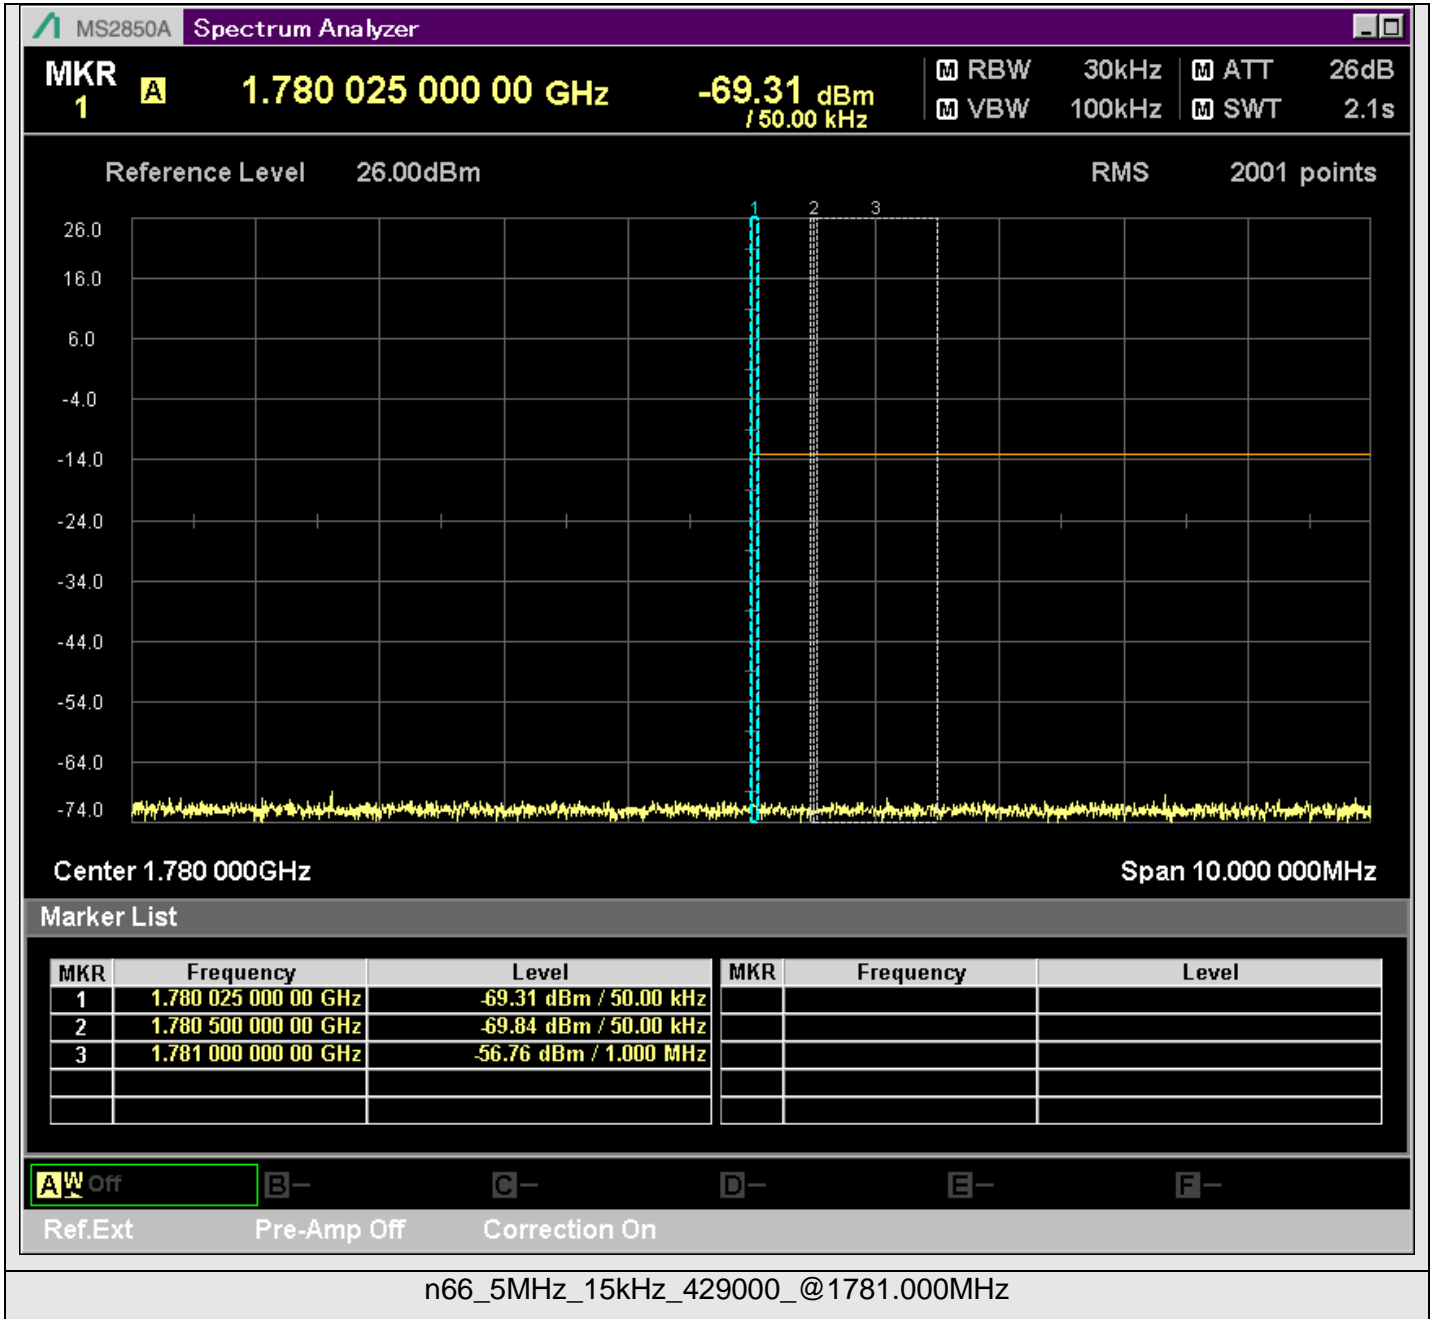 MS2850A Spectrum Analyzer
MKR 1 A 1.780 025 000 00 GHz -69.31 dBm / 50.00 kHz
M RBW 30kHz M ATT 26dB
M VBW 100kHz M SWT 2.1s
Reference Level 26.00dBm RMS 2001 points
1 2 3
26.0
16.0
6.0
-4.0
-14.0
-24.0
-34.0
-44.0
-54.0
-64.0
-74.0
Center 1.780 000GHz Span 10.000 000MHz
Marker List
MKR Frequency Level MKR Frequency Level
1 1.780 025 000 00 GHz -69.31 dBm / 50.00 kHz
2 1.780 500 000 00 GHz -69.84 dBm / 50.00 kHz
3 1.781 000 000 00 GHz -56.76 dBm / 1.000 MHz
A W Off B — C — D — E — F —
Ref.Ext Pre-Amp Off Correction On
n66_5MHz_15kHz_429000_@1781.000MHz